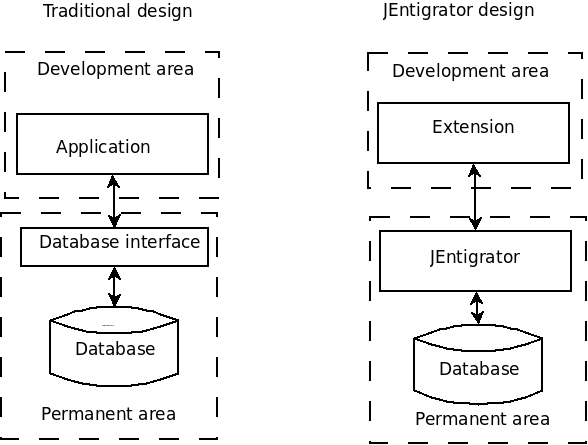 Traditional design
Development area
Application
Database interface
Database
Permanent area
JEntigrator design
Development area
Extension
JEntigrator
Database
Permanent area